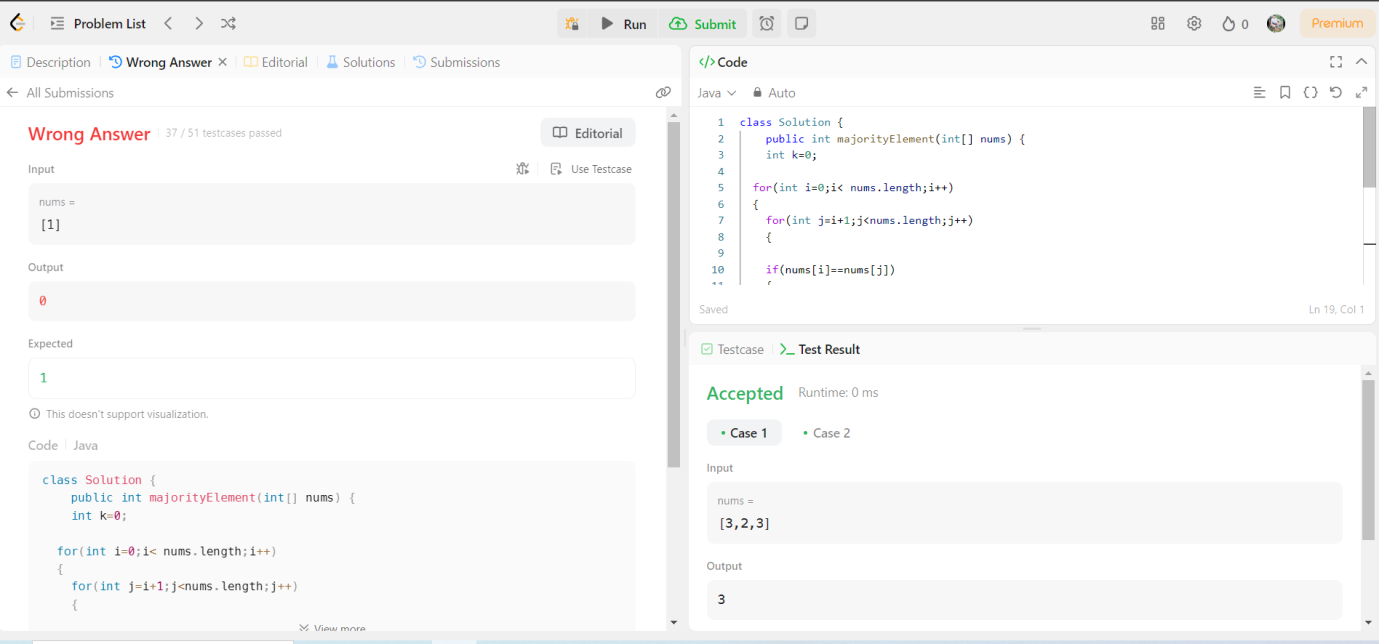 Problem List
Run
Submit
0
Premium
Description
Wrong Answer
Editorial
Solutions
Submissions
All Submissions
Wrong Answer
37 / 51 testcases passed
Editorial
Input
Use Testcase
nums =
[1]
Output
0
Expected
1
This doesn't support visualization.
Code
Java
class Solution {
public int majorityElement(int[] nums) {
int k=0;
for(int i=0;i< nums.length;i++)
{
for(int j=i+1;j<nums.length;j++)
{
View more
</>Code
Java
Auto
1 class Solution {
2 public int majorityElement(int[] nums) {
3 int k=0;
4
5 for(int i=0;i< nums.length;i++)
6 {
7 for(int j=i+1;j<nums.length;j++)
8 {
9
10 if(nums[i]==nums[j])
11 {
Saved
Ln 19, Col 1
Testcase
Test Result
Accepted
Runtime: 0 ms
Case 1
Case 2
Input
nums =
[3,2,3]
Output
3